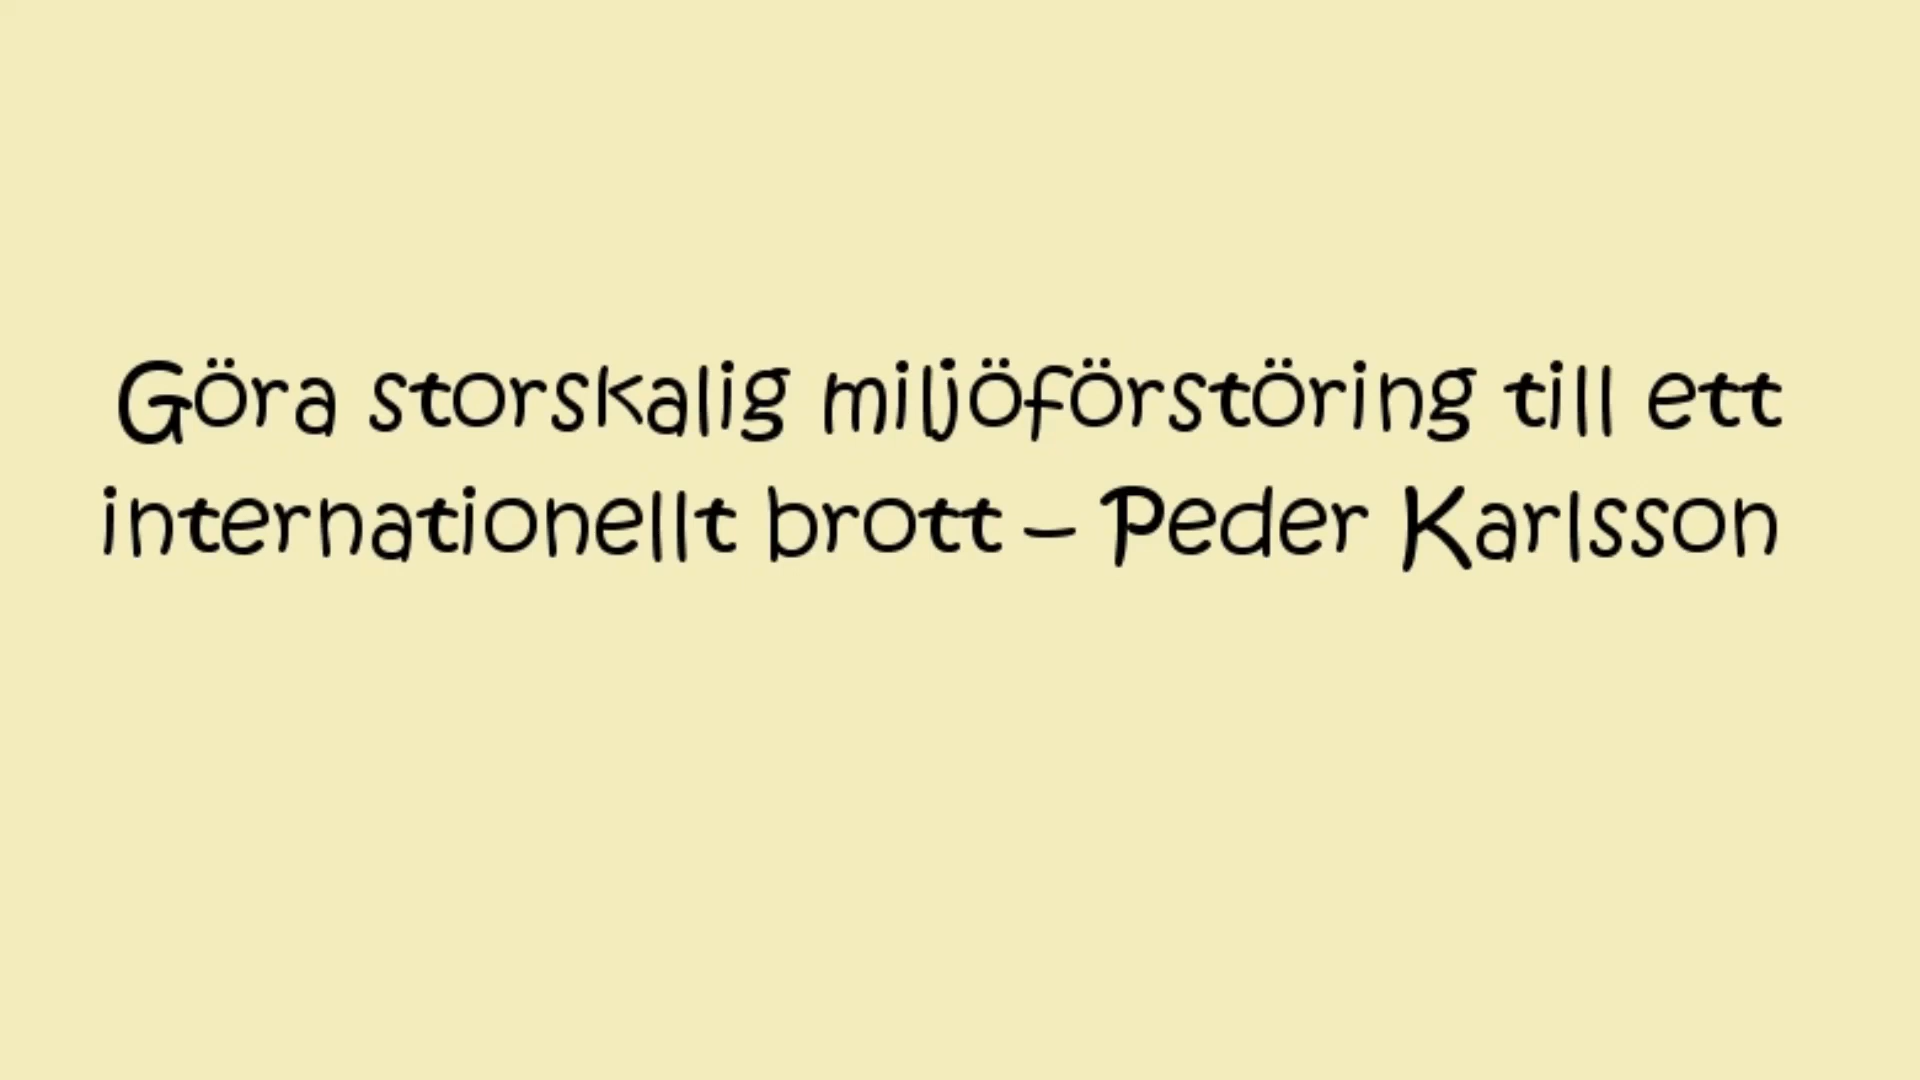 Göra storskalig miljöförstöring till ett
internationellt brott – Peder Karlsson